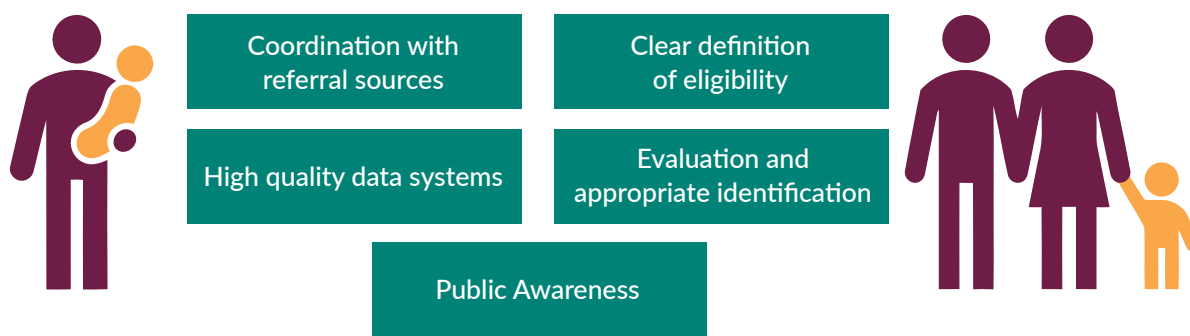 Coordination with
referral sources
Clear definition
of eligibility
High quality data systems
Evaluation and
appropriate identification
Public Awareness